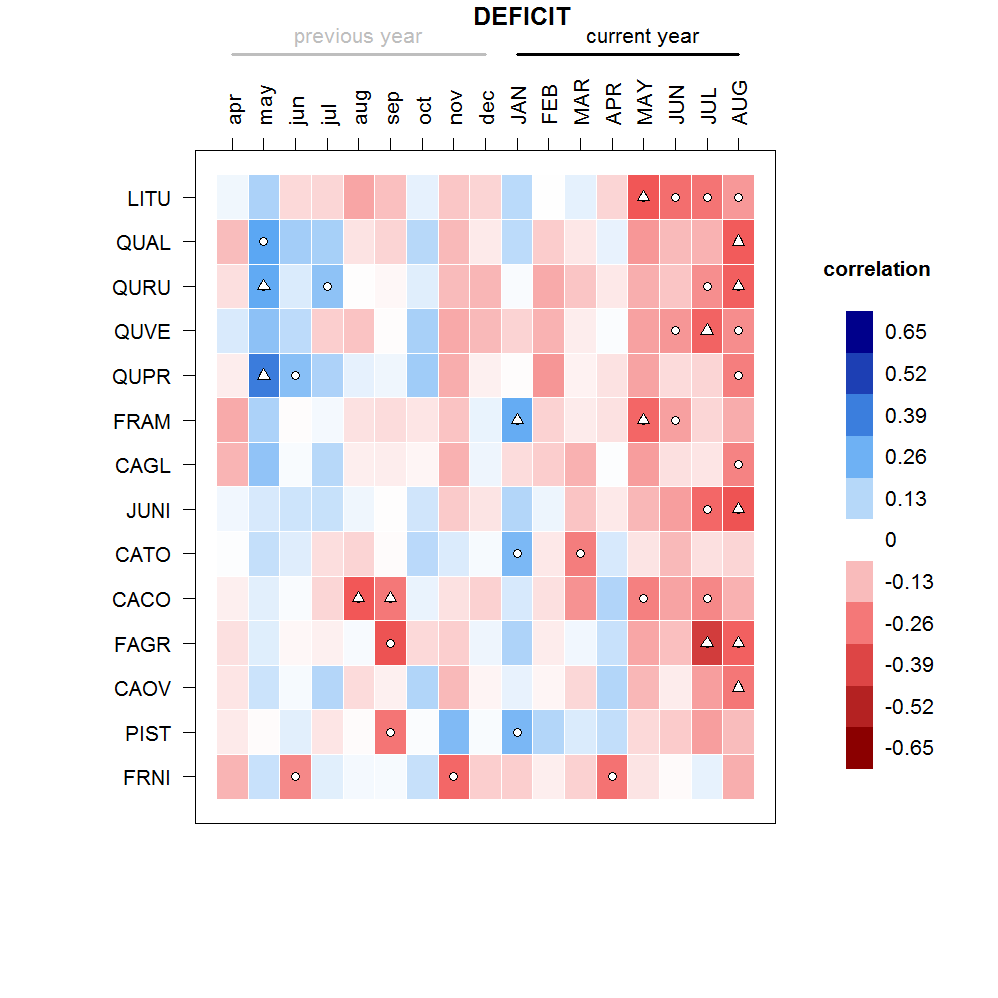 DEFICIT
previous year current year
apr may jun jul aug sep oct nov dec JAN FEB MAR APR MAY JUN JUL AUG
LITU
QUAL
QURU
QUVE
QUPR
FRAM
CAGL
JUNI
CATO
CACO
FAGR
CAOV
PIST
FRNI
correlation
0.65
0.52
0.39
0.26
0.13
0
-0.13
-0.26
-0.39
-0.52
-0.65